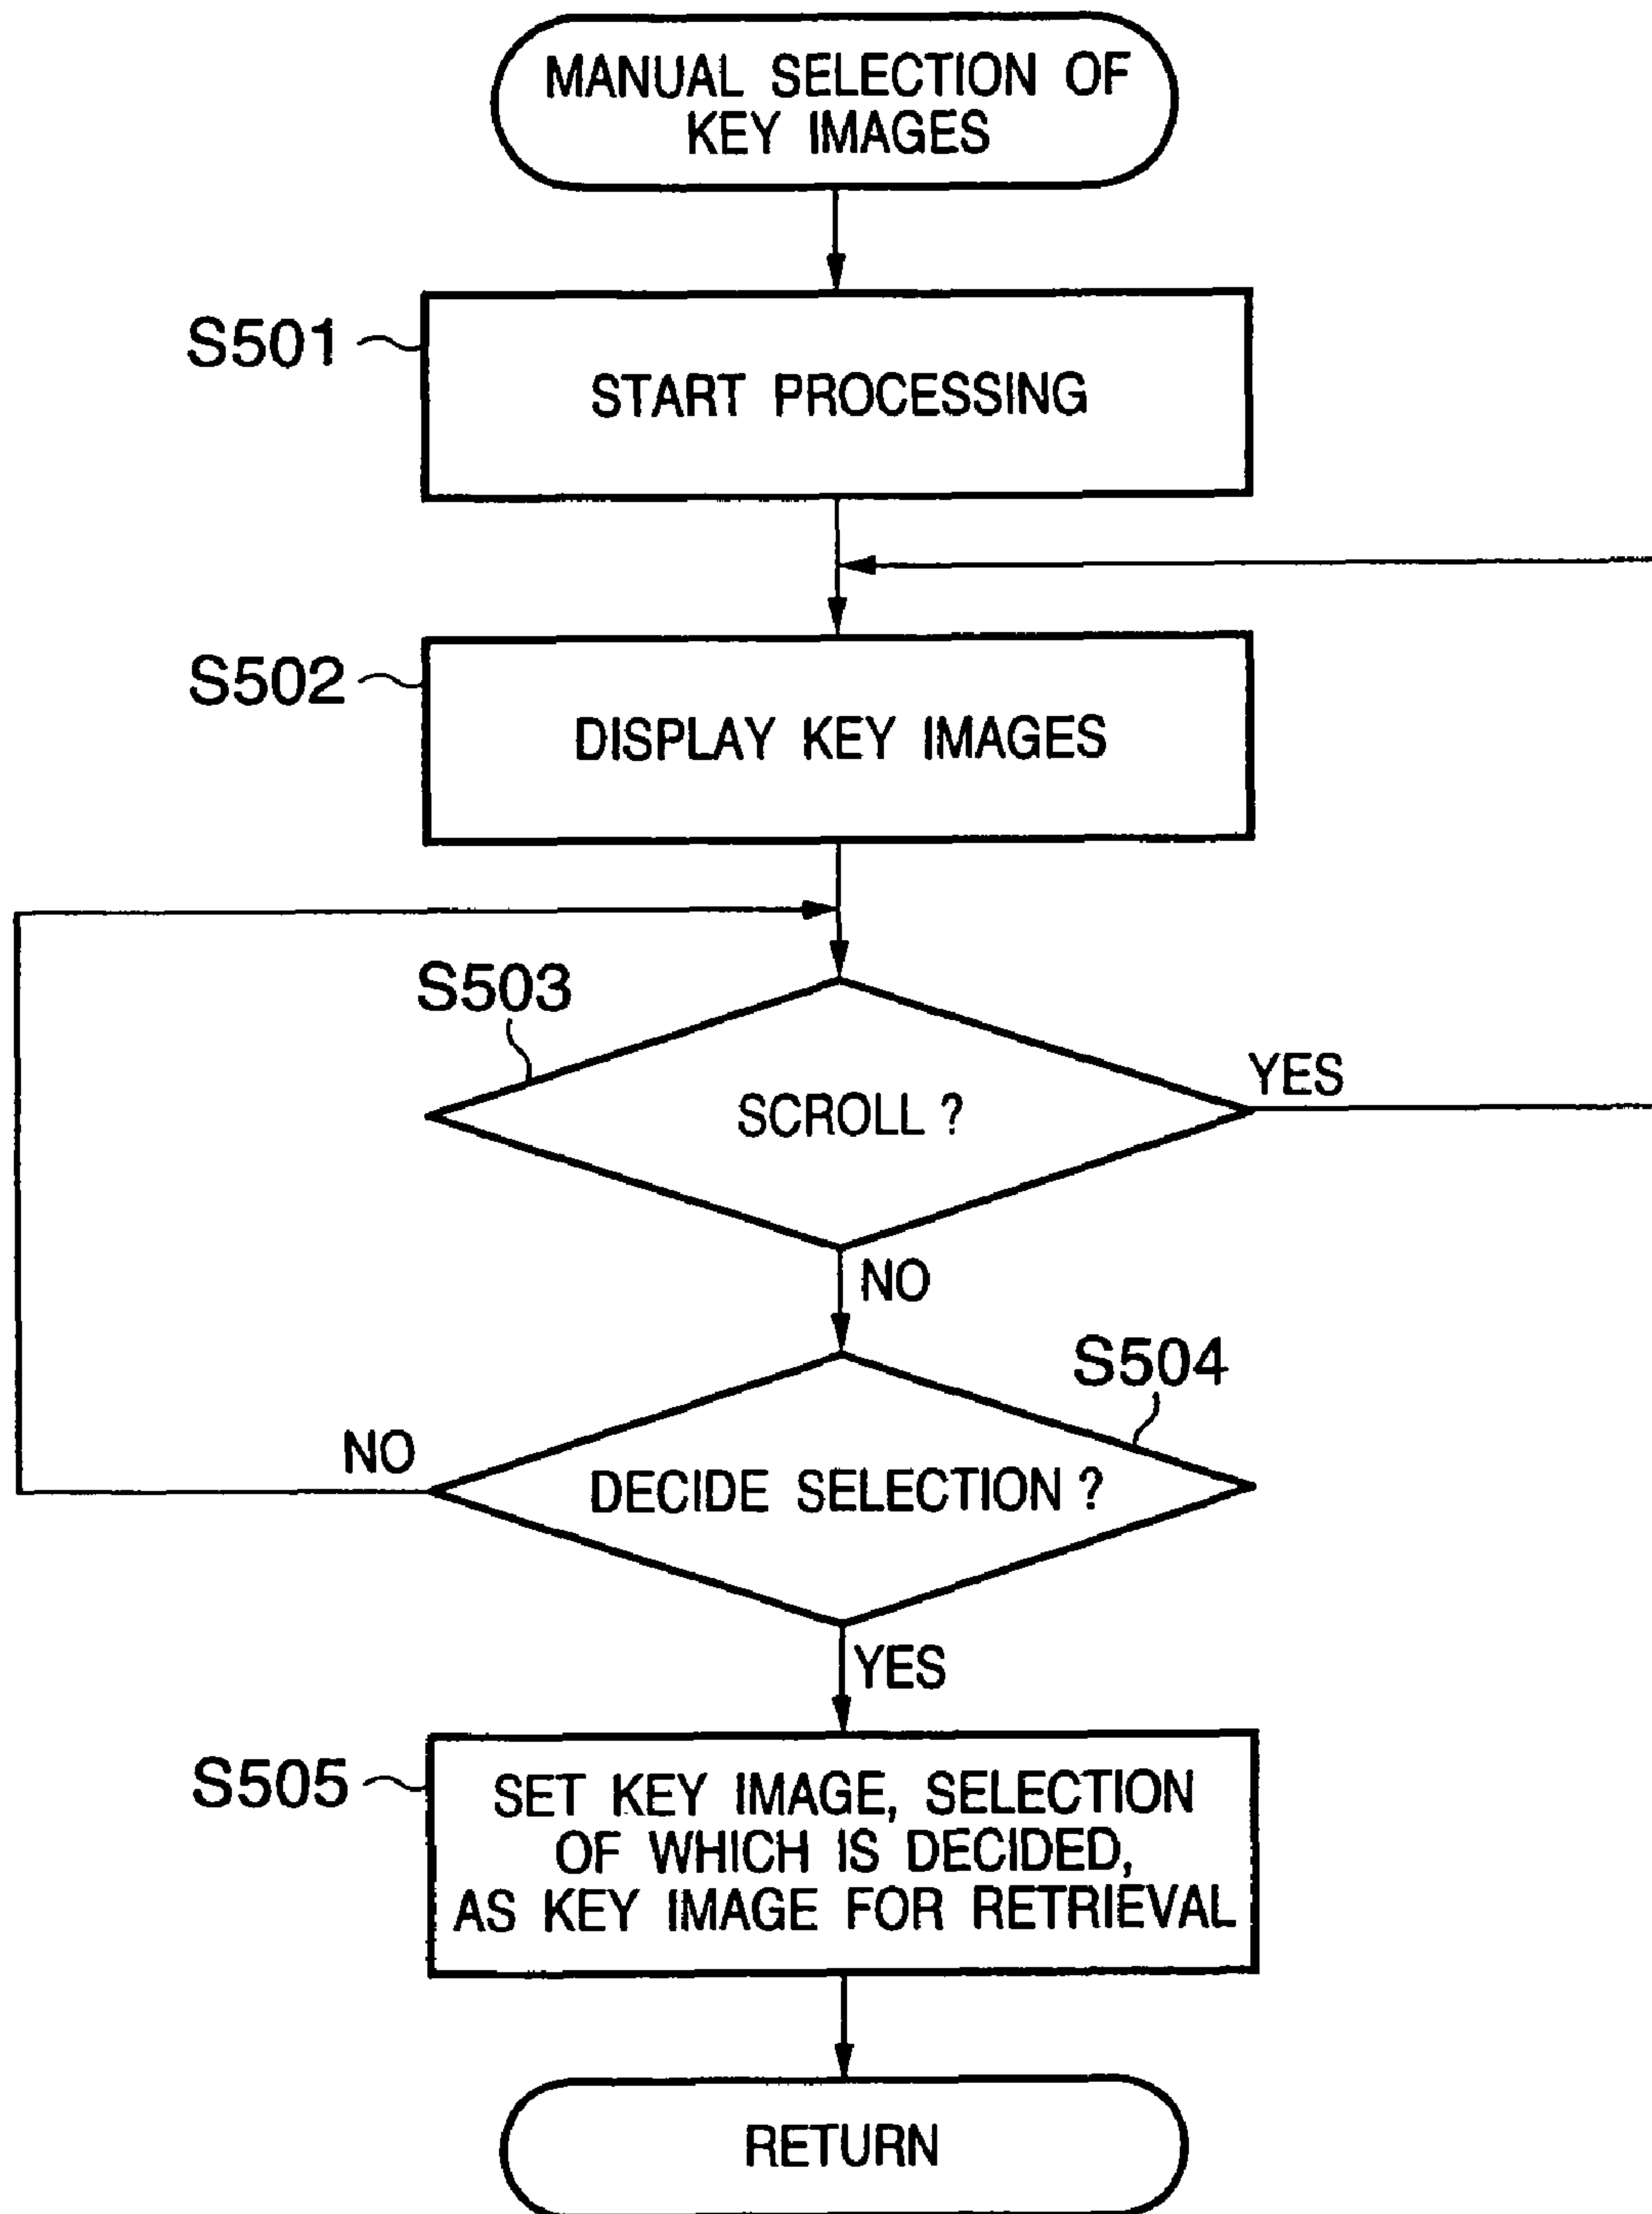 MANUAL SELECTION OF
KEY IMAGES
S501
START PROCESSING
S502
DISPLAY KEY IMAGES
S503
SCROLL ?
YES
NO
S504
NO
DECIDE SELECTION ?
YES
S505
SET KEY IMAGE, SELECTION
OF WHICH IS DECIDED,
AS KEY IMAGE FOR RETRIEVAL
RETURN